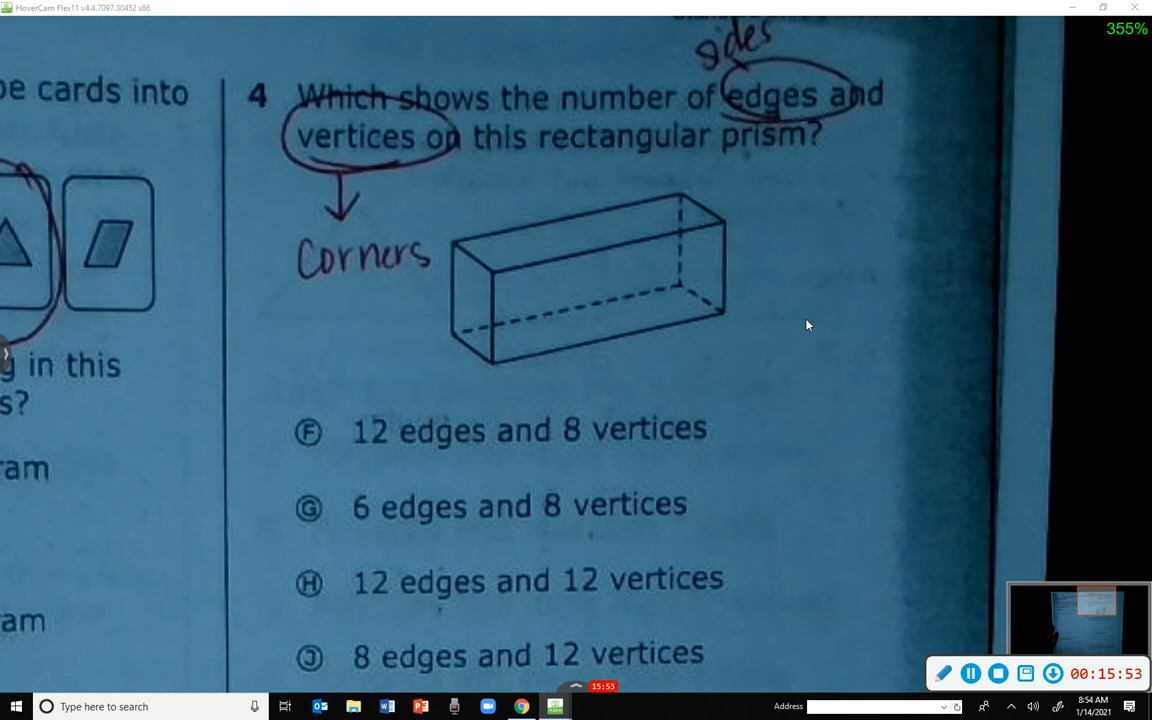 HoverCam Flex11 v4.4.7097.30452 x86
355%
sides
pe cards into
4 Which shows the number of edges and
vertices on this rectangular prism?
Corners
g in this
s?
ram
am
F 12 edges and 8 vertices
G 6 edges and 8 vertices
H 12 edges and 12 vertices
J 8 edges and 12 vertices
00:15:53
15:53
Type here to search
Address
8:54 AM
1/14/2021